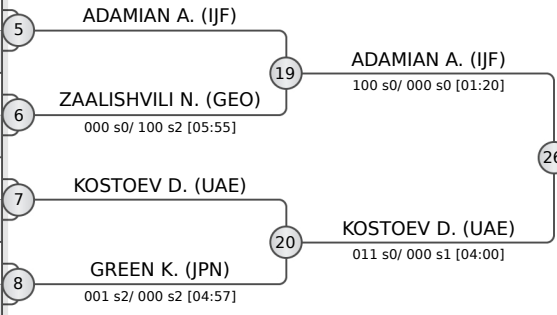 ADAMIAN A. (IJF)
5
19
ADAMIAN A. (IJF)
100 s0/ 000 s0 [01:20]
ZAALISHVILI N. (GEO)
6
000 s0/ 100 s2 [05:55]
26
KOSTOEV D. (UAE)
7
20
KOSTOEV D. (UAE)
011 s0/ 000 s1 [04:00]
GREEN K. (JPN)
8
001 s2/ 000 s2 [04:57]